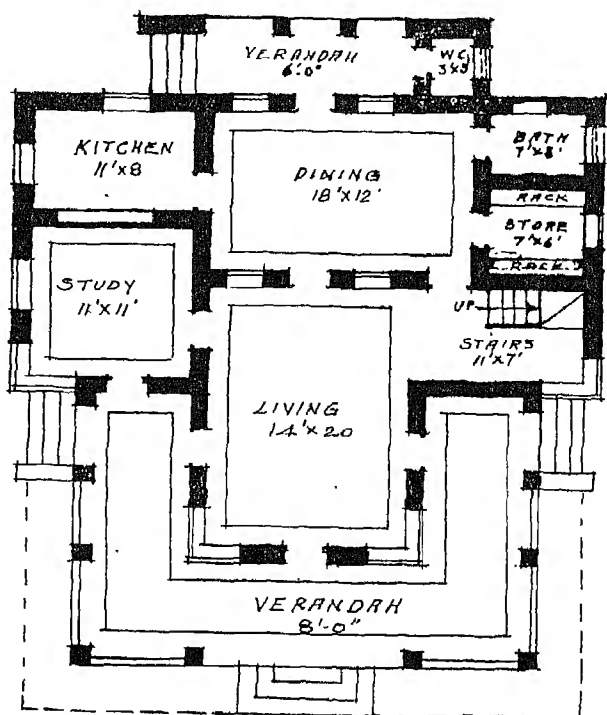 VERANDAH
6'.0"
W.C.
3'x5'
KITCHEN
11'x8
DINING
18'x12'
BATH
7'x5'
RACK
STORE
7'x6'
RACK
STUDY
11'x11'
UP
STAIRS
11'x7'
LIVING
14'x20
VERANDAH
8'-0"